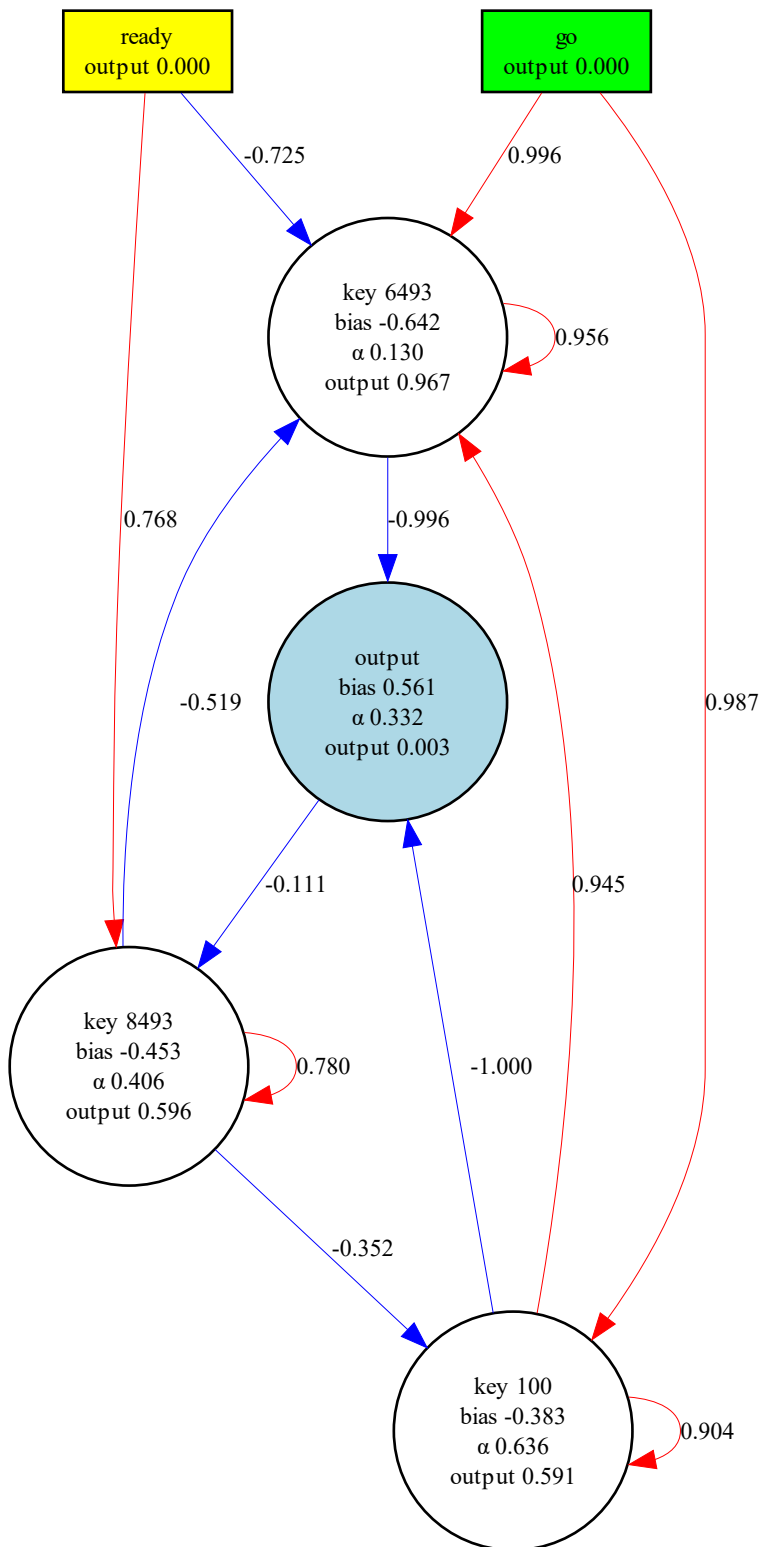 ready
output 0.000
go
output 0.000
-0.725
0.996
key 6493
bias -0.642
α 0.130
output 0.967
0.956
0.768
-0.996
-0.519
output
bias 0.561
α 0.332
output 0.003
0.987
-0.111
0.945
key 8493
bias -0.453
α 0.406
output 0.596
0.780
-1.000
-0.352
key 100
bias -0.383
α 0.636
output 0.591
0.904